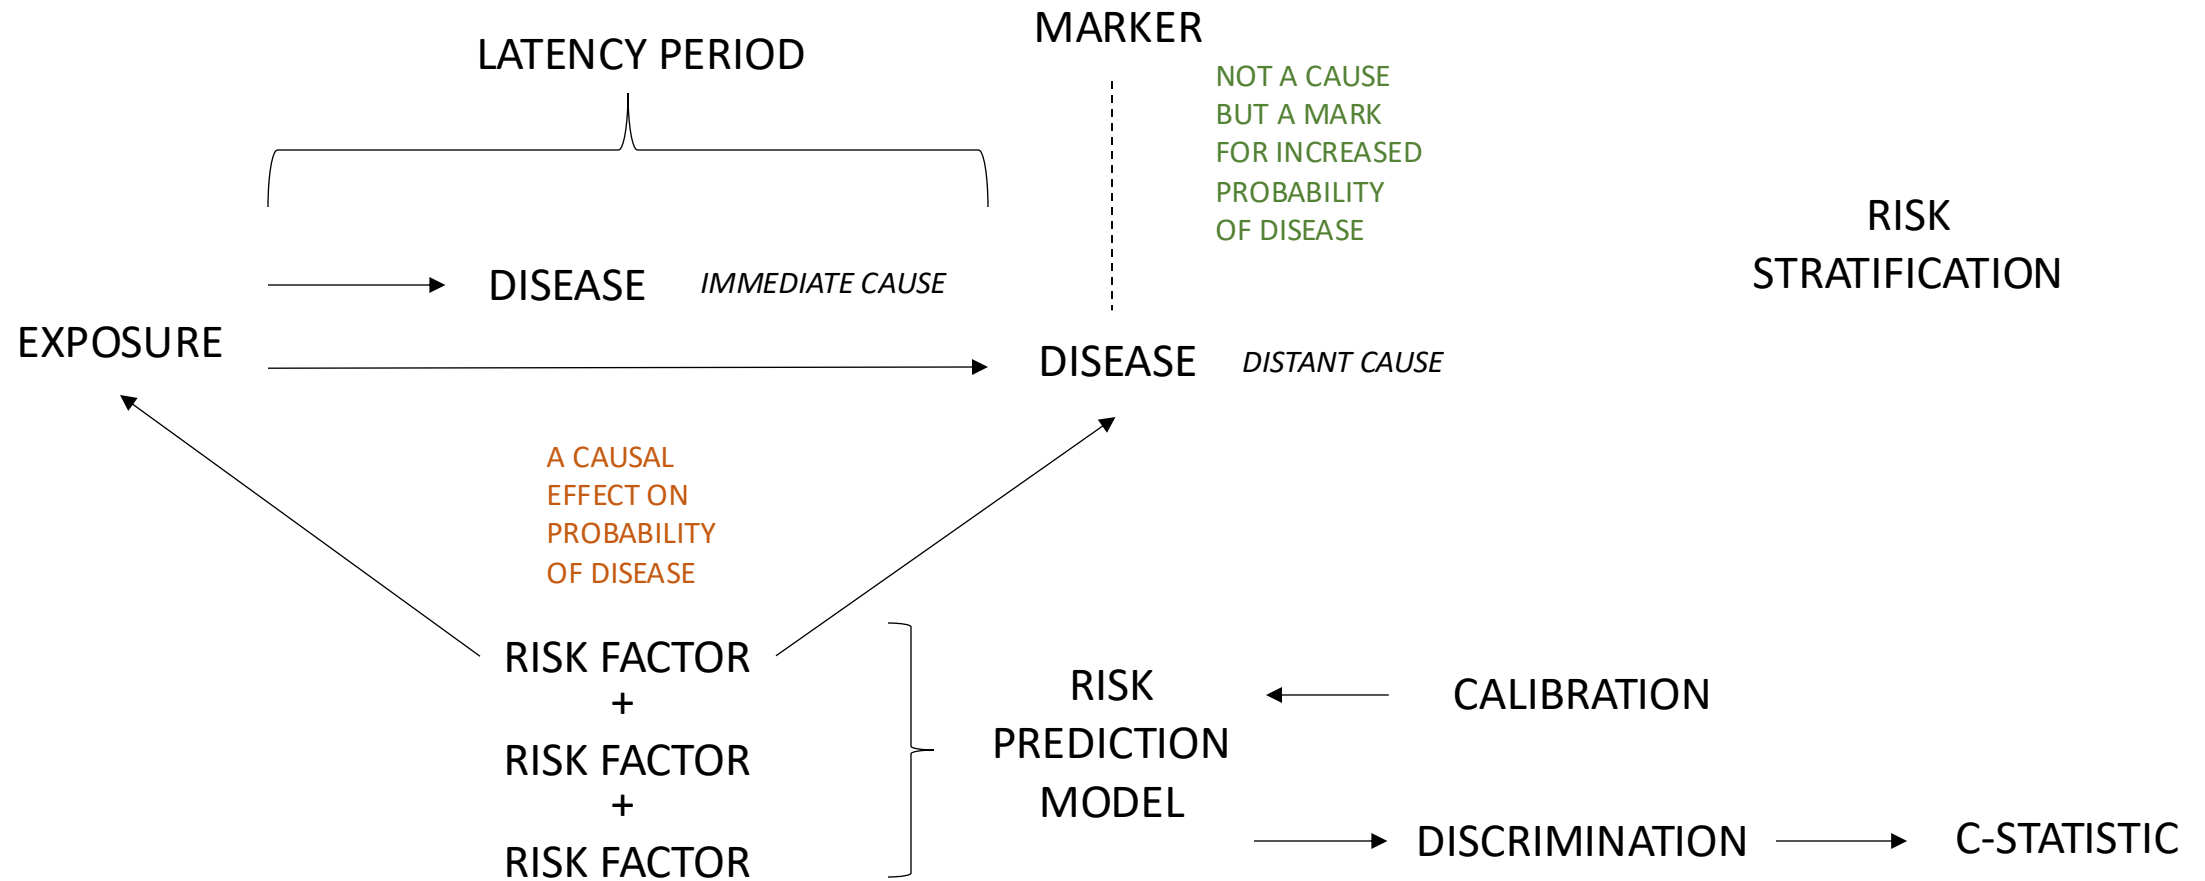 MARKER
LATENCY PERIOD
NOT A CAUSE
BUT A MARK
FOR INCREASED
PROBABILITY
OF DISEASE
RISK
STRATIFICATION
DISEASE
IMMEDIATE CAUSE
EXPOSURE
DISEASE
DISTANT CAUSE
A CAUSAL
EFFECT ON
PROBABILITY
OF DISEASE
RISK FACTOR
+
RISK FACTOR
+
RISK FACTOR
RISK
PREDICTION
MODEL
CALIBRATION
DISCRIMINATION
C-STATISTIC